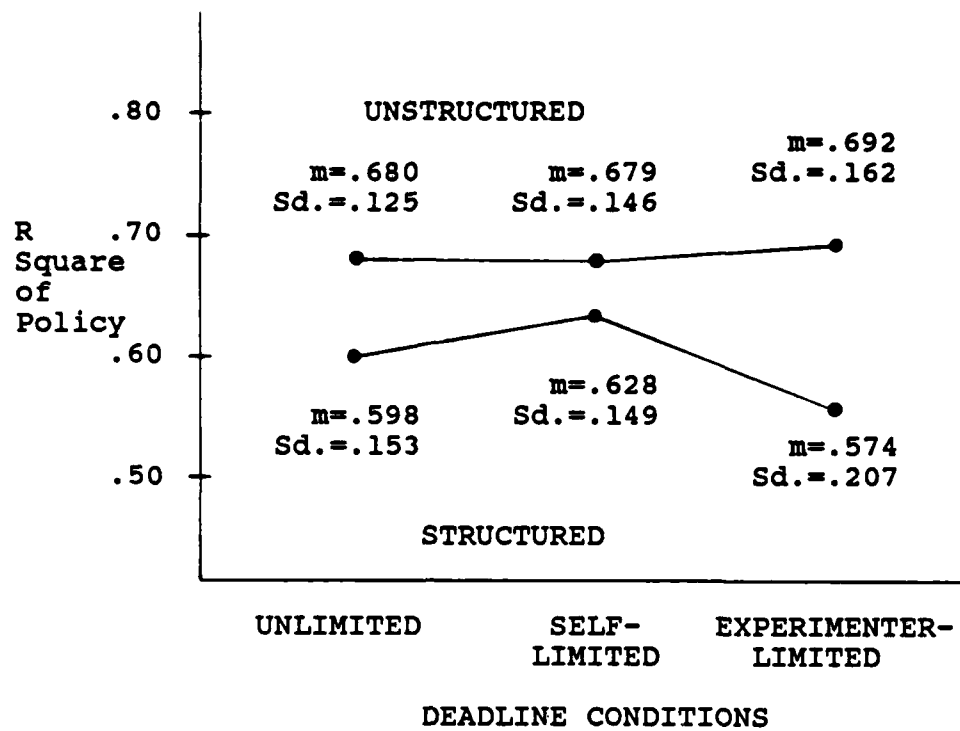 .80
UNSTRUCTURED
m=.692
Sd.=.162
m=.680
Sd.=.125
m=.679
Sd.=.146
R
Square
of
Policy
.70
.60
m=.598
Sd.=.153
m=.628
Sd.=.149
m=.574
Sd.=.207
.50
STRUCTURED
UNLIMITED
SELF-
LIMITED
EXPERIMENTER-
LIMITED
DEADLINE CONDITIONS